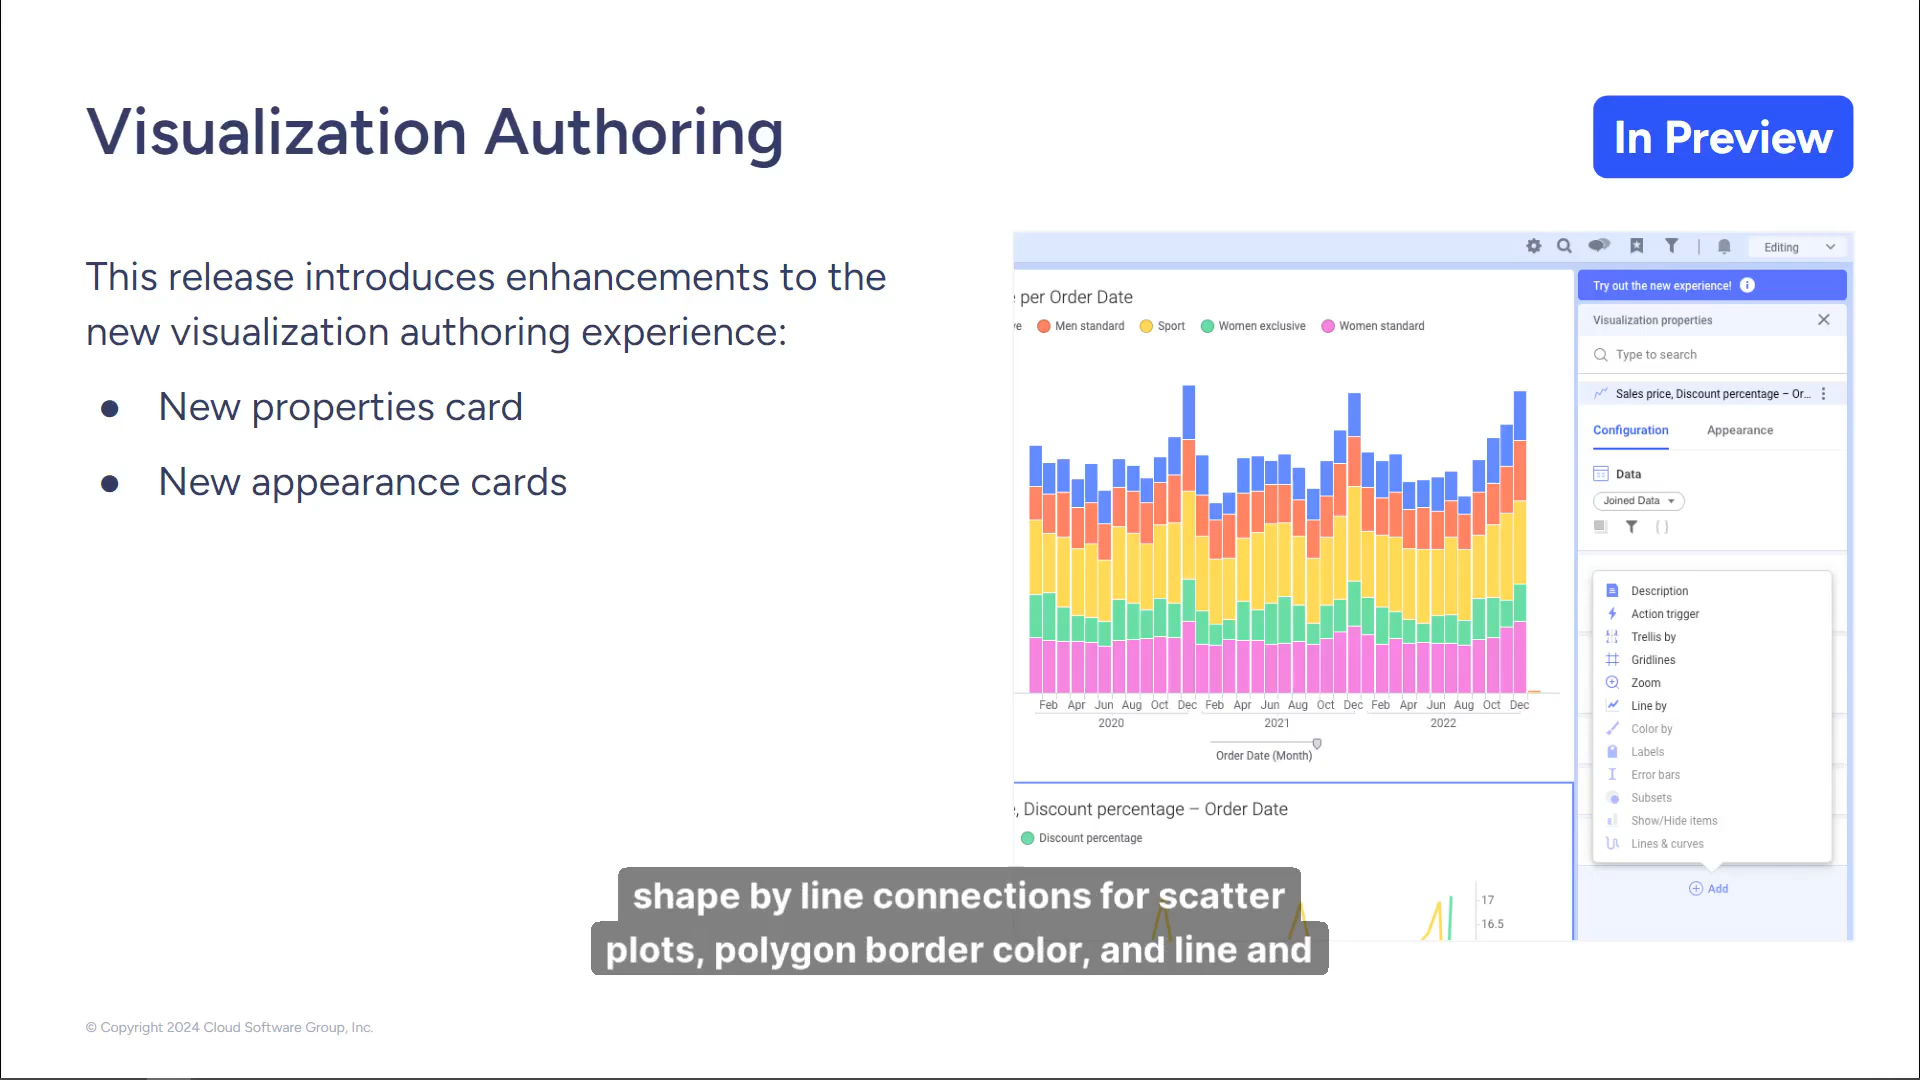 Visualization Authoring
In Preview
This release introduces enhancements to the
new visualization authoring experience:
● New properties card
● New appearance cards
Editing
per Order Date
ve Men standard Sport Women exclusive Women standard
Feb Apr Jun Aug Oct Dec Feb Apr Jun Aug Oct Dec Feb Apr Jun Aug Oct Dec
2020 2021 2022
Order Date (Month)
, Discount percentage – Order Date
Discount percentage
17
16.5
Try out the new experience!
Visualization properties
Type to search
Sales price, Discount percentage – Or...
Configuration Appearance
Data
Joined Data
Description
Action trigger
Trellis by
Gridlines
Zoom
Line by
Color by
Labels
Error bars
Subsets
Show/Hide items
Lines & curves
Add
shape by line connections for scatter
plots, polygon border color, and line and
© Copyright 2024 Cloud Software Group, Inc.